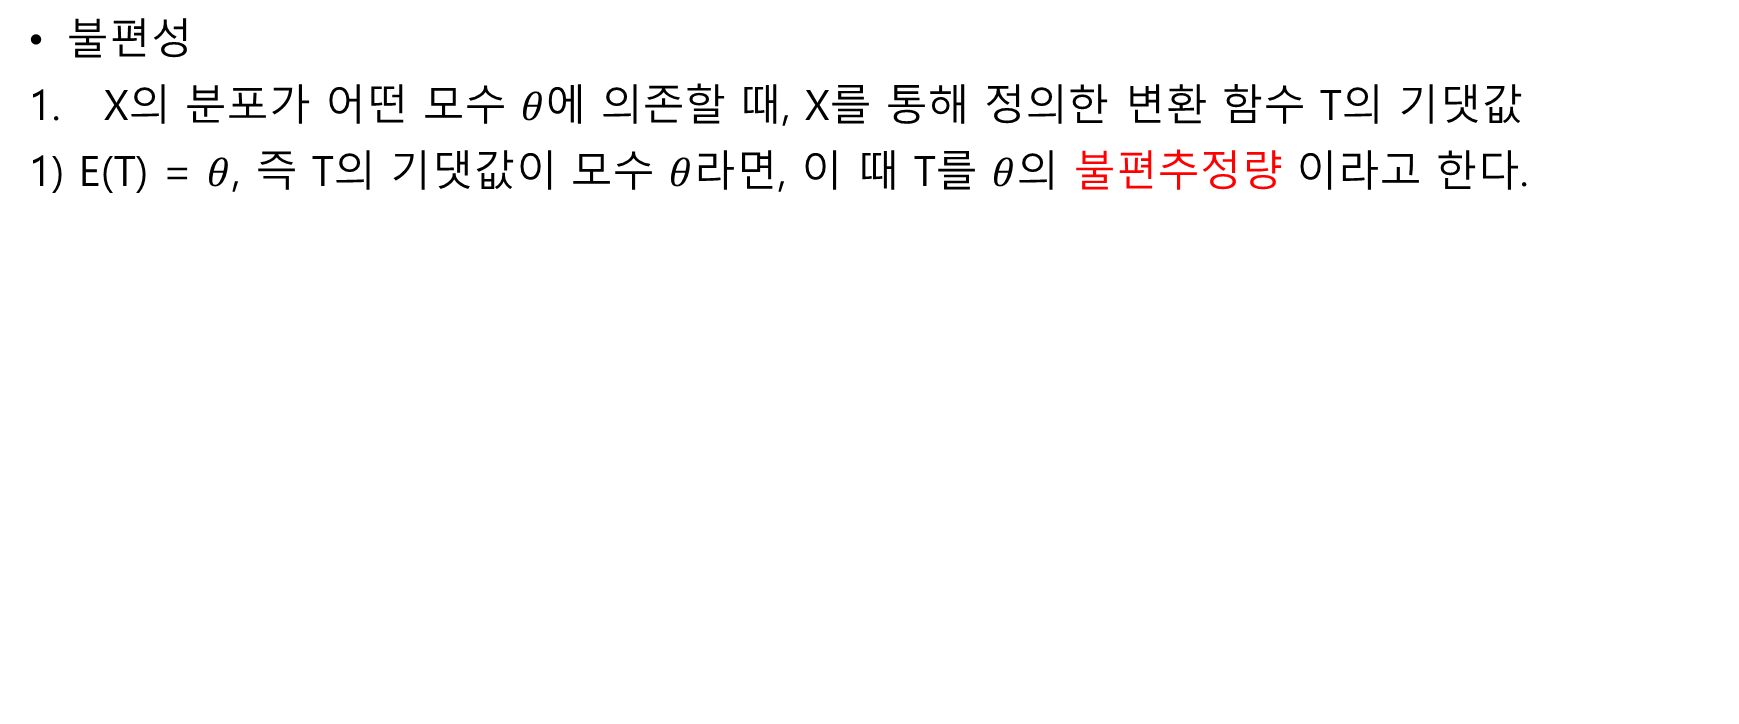 • 불편성
1. X의 분포가 어떤 모수 𝜃에 의존할 때, X를 통해 정의한 변환 함수 T의 기댓값
1) E(T) = 𝜃, 즉 T의 기댓값이 모수 𝜃라면, 이 때 T를 𝜃의 불편추정량 이라고 한다.